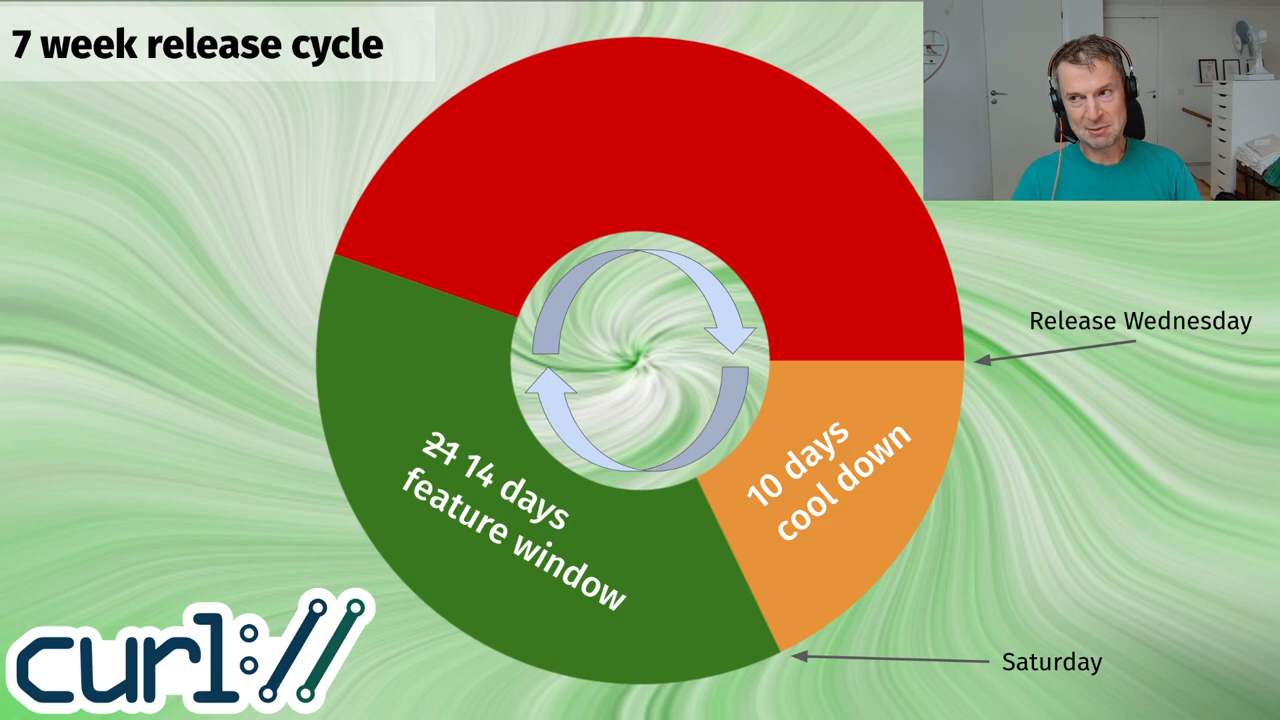 7 week release cycle
Release Wednesday
10 days
cool down
21 14 days
feature window
Saturday
curl://